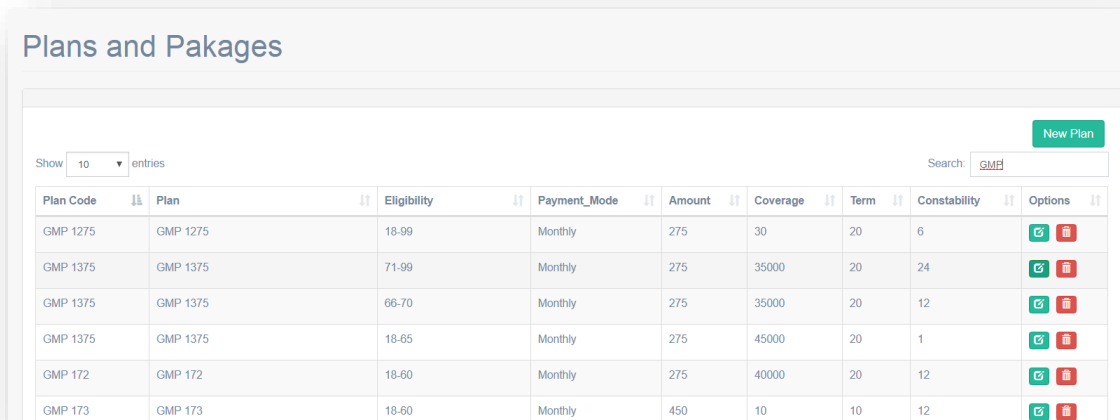 Plans and Pakages
New Plan
Show 10 entries Search: GMP
Plan Code Plan Eligibility Payment_Mode Amount Coverage Term Constability Options
GMP 1275 GMP 1275 18-99 Monthly 275 30 20 6
GMP 1375 GMP 1375 71-99 Monthly 275 35000 20 24
GMP 1375 GMP 1375 66-70 Monthly 275 35000 20 12
GMP 1375 GMP 1375 18-65 Monthly 275 45000 20 1
GMP 172 GMP 172 18-60 Monthly 275 40000 20 12
GMP 173 GMP 173 18-60 Monthly 450 10 10 12